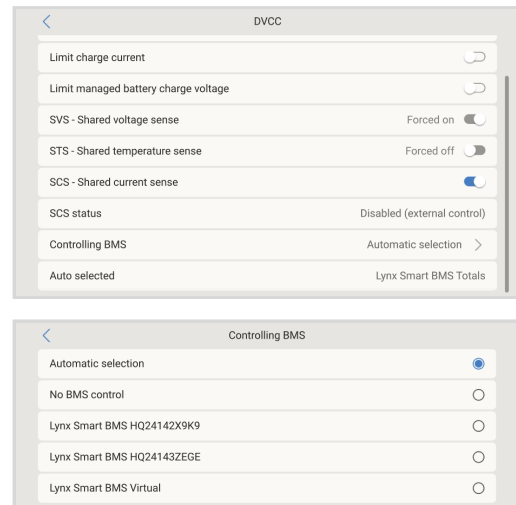 DVCC
Limit charge current
Limit managed battery charge voltage
SVS - Shared voltage sense Forced on
STS - Shared temperature sense Forced off
SCS - Shared current sense
SCS status Disabled (external control)
Controlling BMS Automatic selection
Auto selected Lynx Smart BMS Totals
Controlling BMS
Automatic selection
No BMS control
Lynx Smart BMS HQ24142X9K9
Lynx Smart BMS HQ24143ZEGE
Lynx Smart BMS Virtual